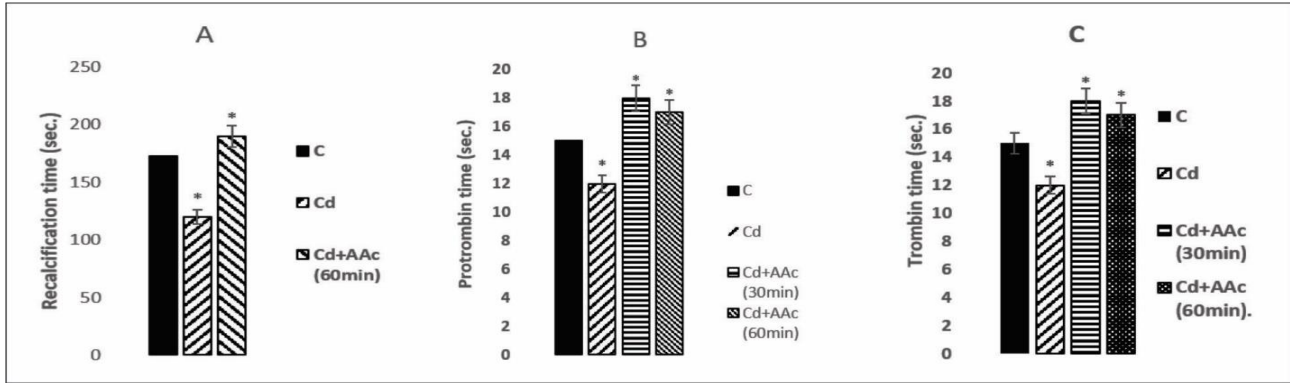 A
Recalcification time (sec.)
250
200
150
100
50
0
*
*
C
Cd
Cd+AAc
(60min)
B
Protrombin time (sec.)
20
18
16
14
12
10
8
6
4
2
0
*
*
*
C
Cd
Cd+AAc
(30min)
Cd+AAc
(60min)
C
Trombin time (sec.)
20
18
16
14
12
10
8
6
4
2
0
*
*
*
C
Cd
Cd+AAc
(30min)
Cd+AAc
(60min).